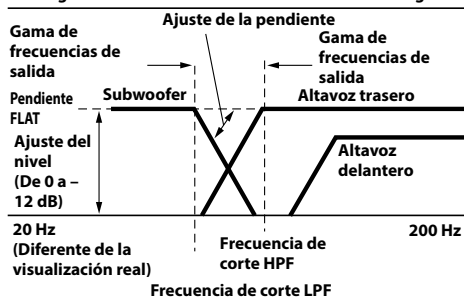 Ajuste de la pendiente
Gama de
frecuencias de
salida
Gama de
frecuencias de
salida
Pendiente
FLAT
Subwoofer
Altavoz trasero
Ajuste del
nivel
(De 0 a –
12 dB)
Altavoz
delantero
20 Hz
(Diferente de la
visualización real)
200 Hz
Frecuencia de
corte HPF
Frecuencia de corte LPF